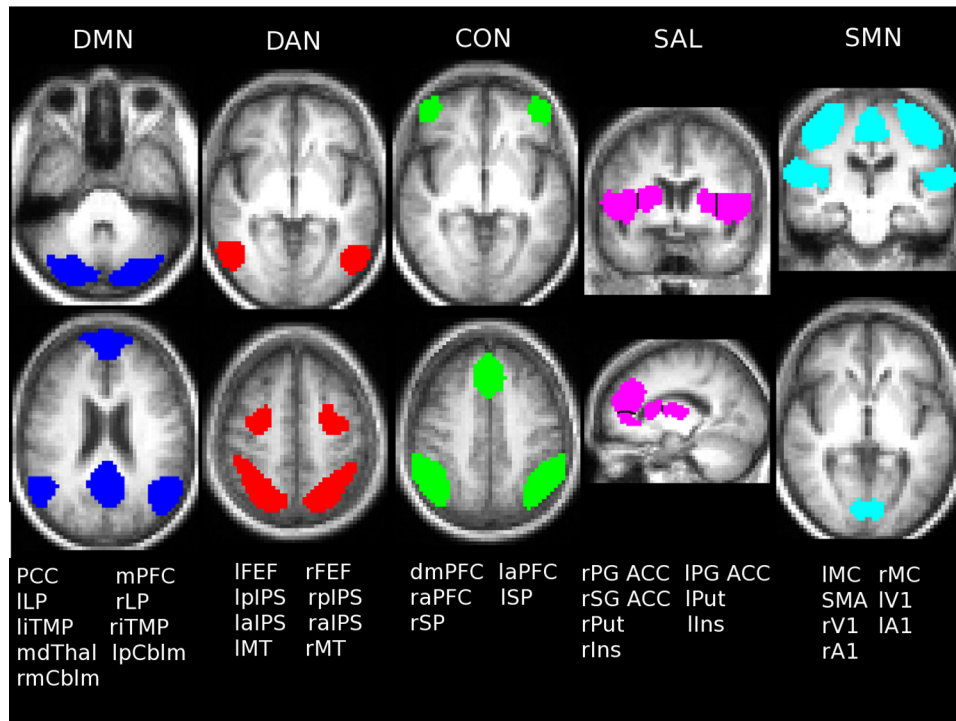 DMN DAN CON SAL SMN
PCC mPFC
lLP rLP
liTMP riTMP
mdThal lpCblm
rmCblm
lFEF rFEF
lpIPS rpIPS
laIPS raIPS
lMT rMT
dmPFC laPFC
raPFC lSP
rSP
rPG ACC lPG ACC
rSG ACC lPut
rPut lIns
rIns
lMC rMC
SMA lV1
rV1 lA1
rA1